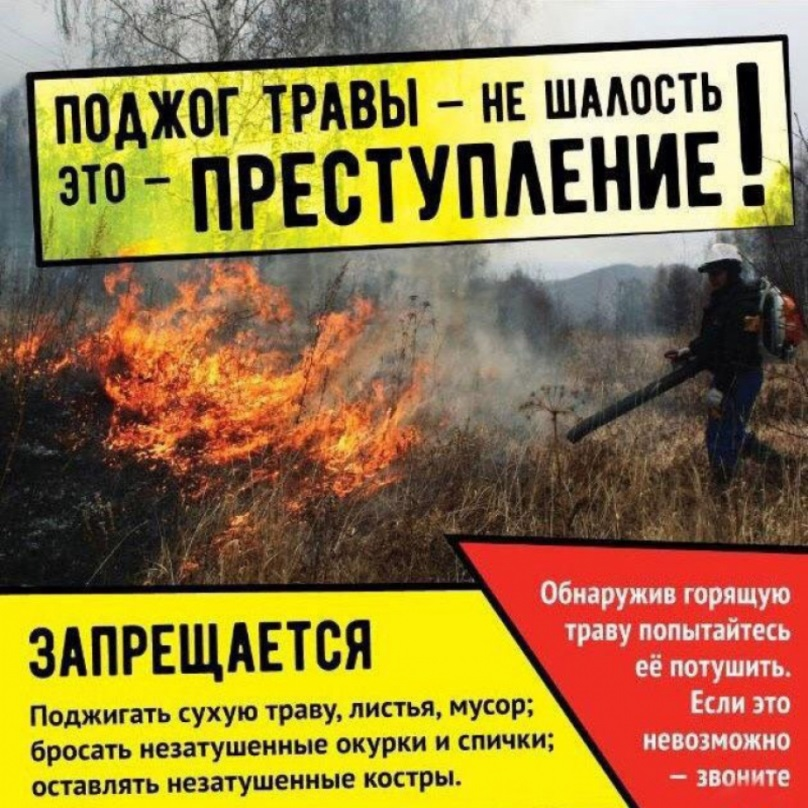 ПОДЖОГ ТРАВЫ – НЕ ШАЛОСТЬ
ЭТО – ПРЕСТУПЛЕНИЕ!
ЗАПРЕЩАЕТСЯ
Поджигать сухую траву, листья, мусор;
бросать незатушенные окурки и спички;
оставлять незатушенные костры.
Обнаружив горящую
траву попытайтесь
её потушить.
Если это
невозможно
– звоните